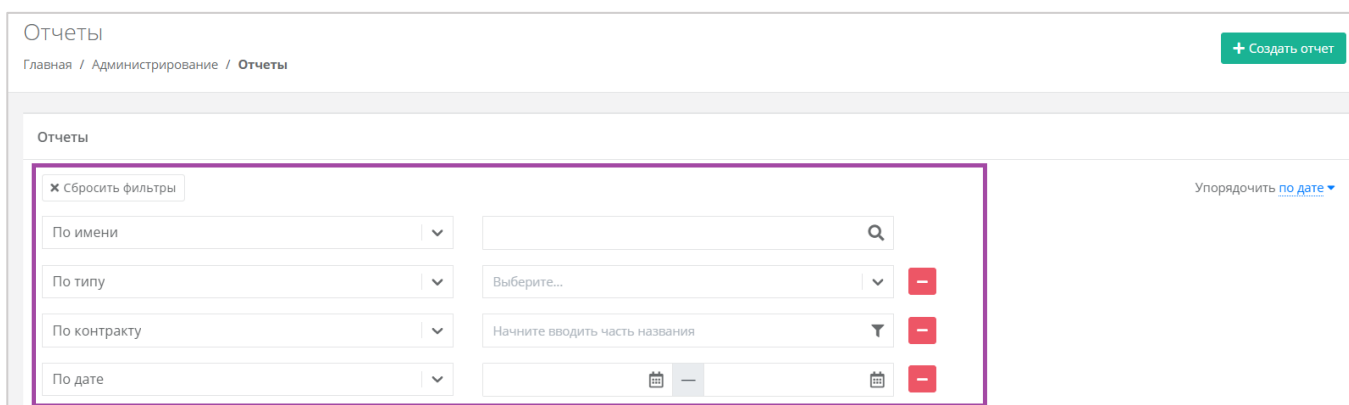 Отчеты
+ Создать отчет
Главная / Администрирование / Отчеты
Отчеты
× Сбросить фильтры
Упорядочить по дате
По имени
По типу
Выберите...
По контракту
Начните вводить часть названия
По дате
—